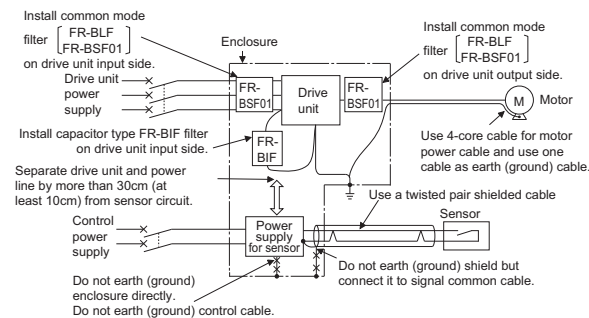 Install common mode
filter [FR-BLF
FR-BSF01]
on drive unit input side.
Enclosure
Install common mode
filter [FR-BLF
FR-BSF01]
on drive unit output side.
Drive unit
power
supply
FR-
BSF01
Drive
unit
FR-
BSF01
M
Motor
Install capacitor type FR-BIF filter
on drive unit input side.
FR-
BIF
Use 4-core cable for motor
power cable and use one
cable as earth (ground) cable.
Separate drive unit and power
line by more than 30cm (at
least 10cm) from sensor circuit.
Use a twisted pair shielded cable
Control
power
supply
Power
supply
for sensor
Sensor
Do not earth (ground) shield but
connect it to signal common cable.
Do not earth (ground)
enclosure directly.
Do not earth (ground) control cable.